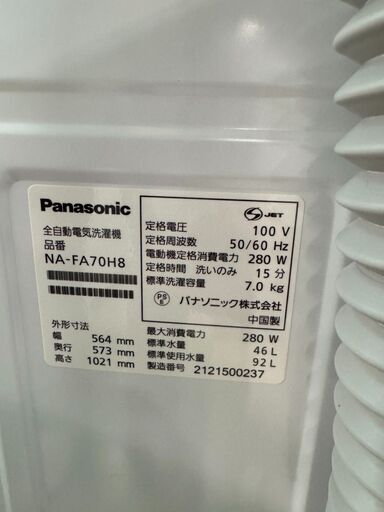 Panasonic
全自動電気洗濯機
品番
NA-FA70H8
外形寸法
幅 564 mm
奥行 573 mm
高さ 1021 mm
S JET
定格電圧 100 V
定格周波数 50/60 Hz
電動機定格消費電力 280 W
定格時間 洗いのみ 15 分
標準洗濯容量 7.0 kg
PS E パナソニック株式会社
中国製
最大消費電力 280 W
標準水量 46 L
標準使用水量 92 L
製造番号 2121500237